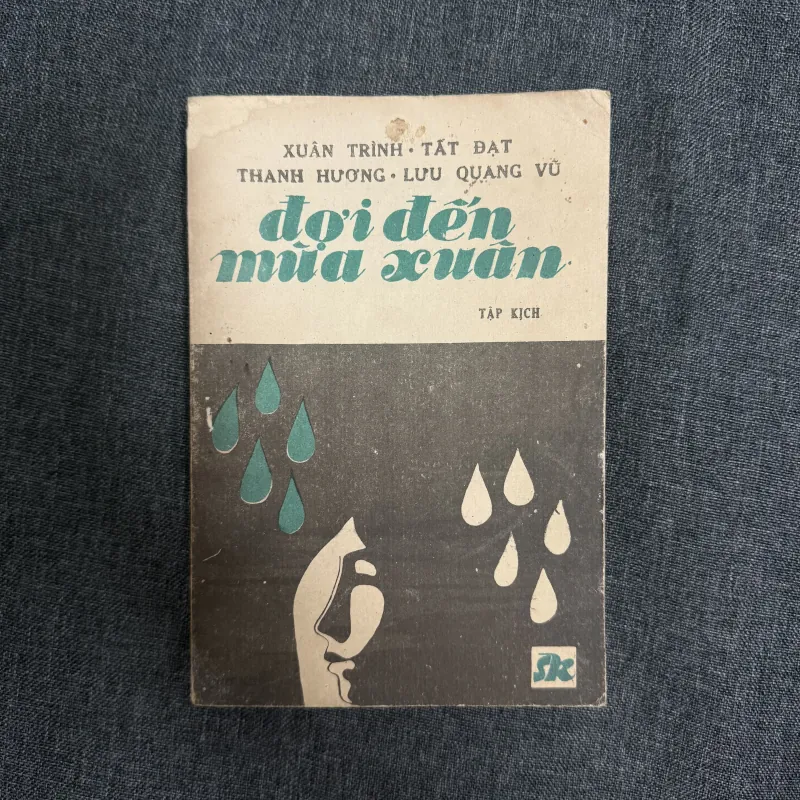 XUÂN TRÌNH • TẤT ĐẠT
THANH HƯƠNG • LƯU QUANG VŨ
đợi đến
mùa xuân
TẬP KỊCH
SK